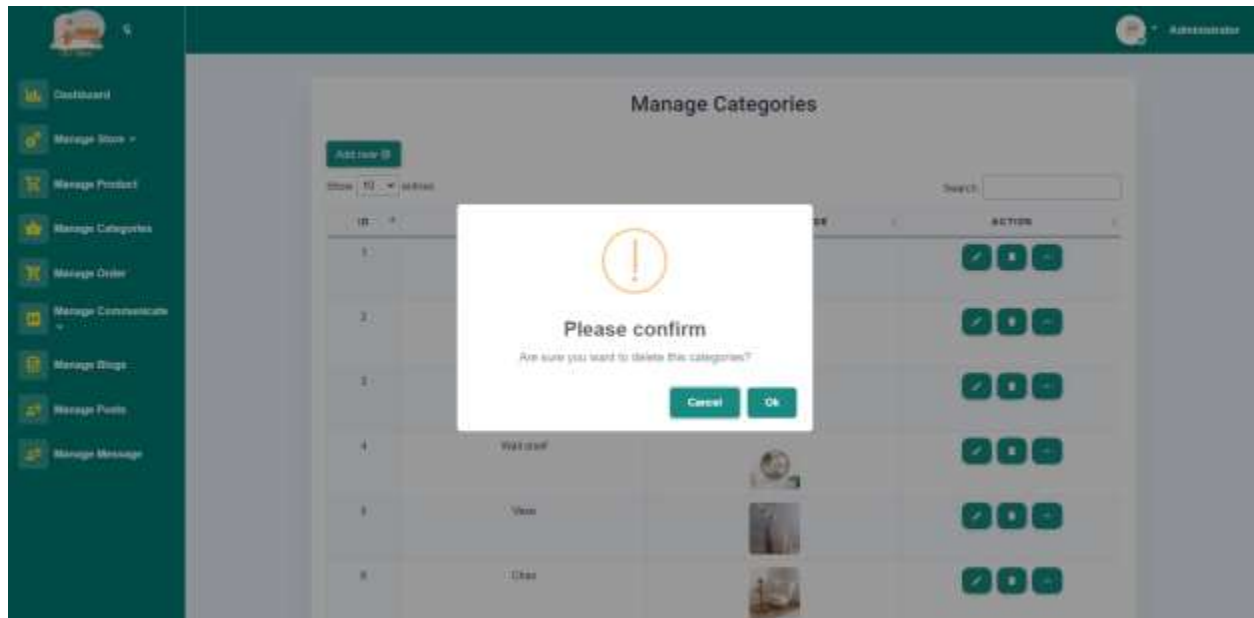 Administrator
Dashboard
Manage Store
Manage Product
Manage Categories
Manage Order
Manage Communicate
Manage Blogs
Manage Posts
Manage Message
Manage Categories
Add new
Show 10 entries
Search
ID
ACTION
1
2
3
Please confirm
Are sure you want to delete this categories?
Cancel
Ok
4
Wall shelf
5
Vase
6